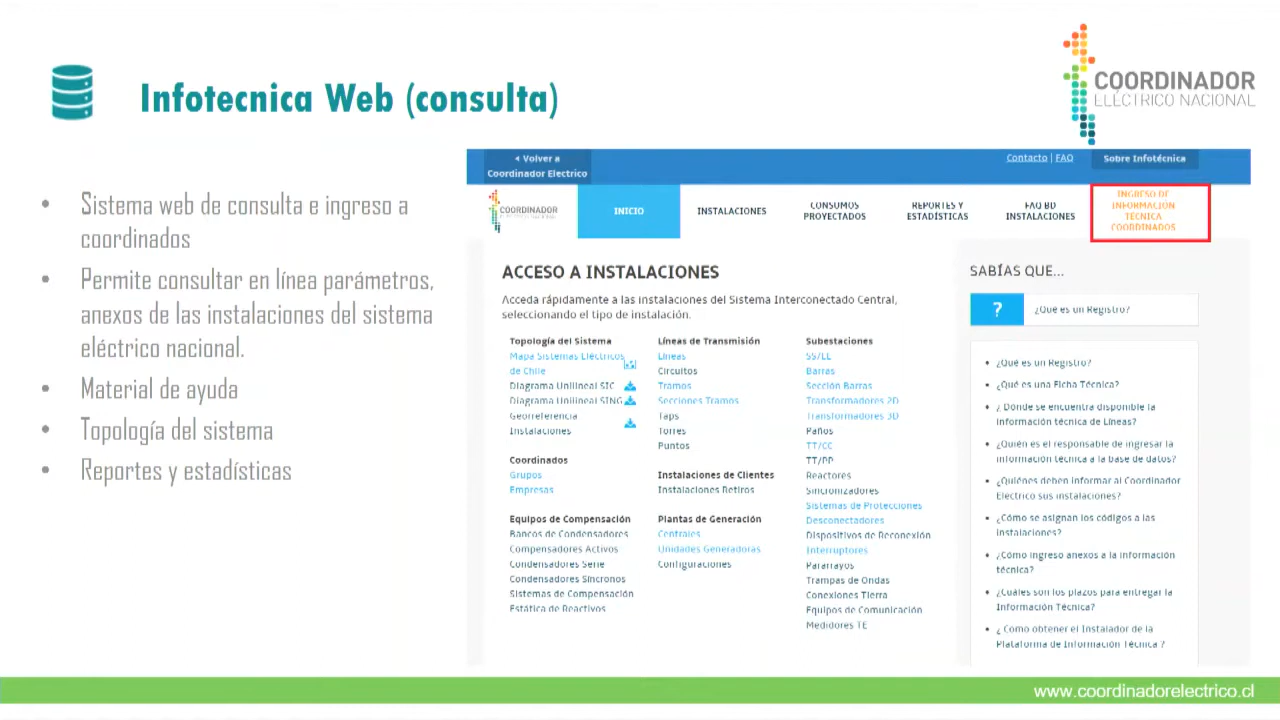 Infotecnica Web (consulta)
COORDINADOR
ELÉCTRICO NACIONAL
• Sistema web de consulta e ingreso a
coordinados
• Permite consultar en línea parámetros,
anexos de las instalaciones del sistema
eléctrico nacional.
• Material de ayuda
• Topología del sistema
• Reportes y estadísticas
Volver a
Coordinador Electrico
Contacto | FAQ
Sobre Infotécnica
COORDINADOR
ELÉCTRICO NACIONAL
INICIO
INSTALACIONES
CONSUMOS
PROYECTADOS
REPORTES Y
ESTADÍSTICAS
FAQ BD
INSTALACIONES
INGRESO DE
INFORMACIÓN
TÉCNICA
COORDINADOS
ACCESO A INSTALACIONES
Acceda rápidamente a las instalaciones del Sistema Interconectado Central,
seleccionando el tipo de instalación.
Topología del Sistema
Mapa Sistemas Eléctricos
de Chile
Diagrama Unilineal SIC
Diagrama Unilineal SING
Georeferencia
Instalaciones
Coordinados
Grupos
Empresas
Equipos de Compensación
Bancos de Condensadores
Compensadores Activos
Condensadores Serie
Condensadores Síncronos
Sistemas de Compensación
Estática de Reactivos
Líneas de Transmisión
Líneas
Circuitos
Tramos
Secciones Tramos
Taps
Torres
Puntos
Instalaciones de Clientes
Instalaciones Retiros
Plantas de Generación
Centrales
Unidades Generadoras
Configuraciones
Subestaciones
SS/EE
Barras
Sección Barras
Transformadores 2D
Transformadores 3D
Paños
TT/CC
TT/PP
Reactores
Sincronizadores
Sistemas de Protecciones
Desconectadores
Dispositivos de Reconexión
Interruptores
Pararrayos
Trampas de Ondas
Conexiones Tierra
Equipos de Comunicación
Medidores TE
SABÍAS QUE...
?
¿Qué es un Registro?
• ¿Qué es un Registro?
• ¿Qué es una Ficha Técnica?
• ¿ Dónde se encuentra disponible la
información técnica de Líneas?
• ¿Quién es el responsable de ingresar la
información técnica a la base de datos?
• ¿Quiénes deben informar al Coordinador
Electrico sus instalaciones?
• ¿Cómo se asignan los códigos a las
instalaciones?
• ¿Cómo ingreso anexos a la información
técnica?
• ¿Cuáles son los plazos para entregar la
Información Técnica?
• ¿ Como obtener el Instalador de la
Plataforma de Información Técnica ?
www.coordinadorelectrico.cl